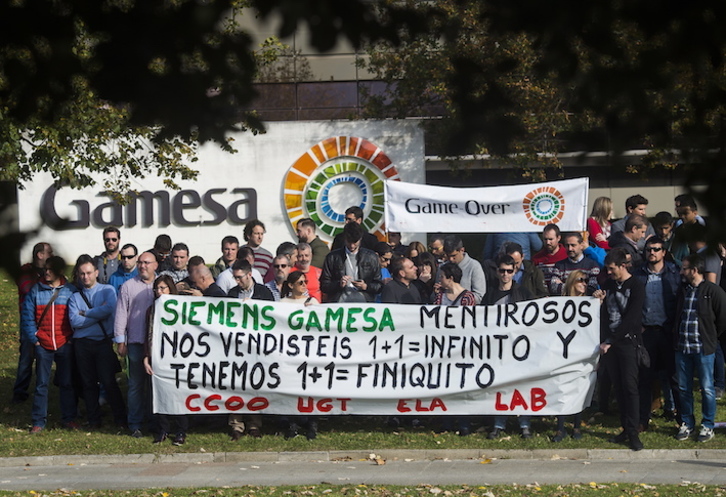 Gamesa
Game Over
SIEMENS GAMESA MENTIROSOS
NOS VENDISTEIS 1+1=INFINITO Y
TENEMOS 1+1= FINIQUITO
CCOO UGT ELA LAB